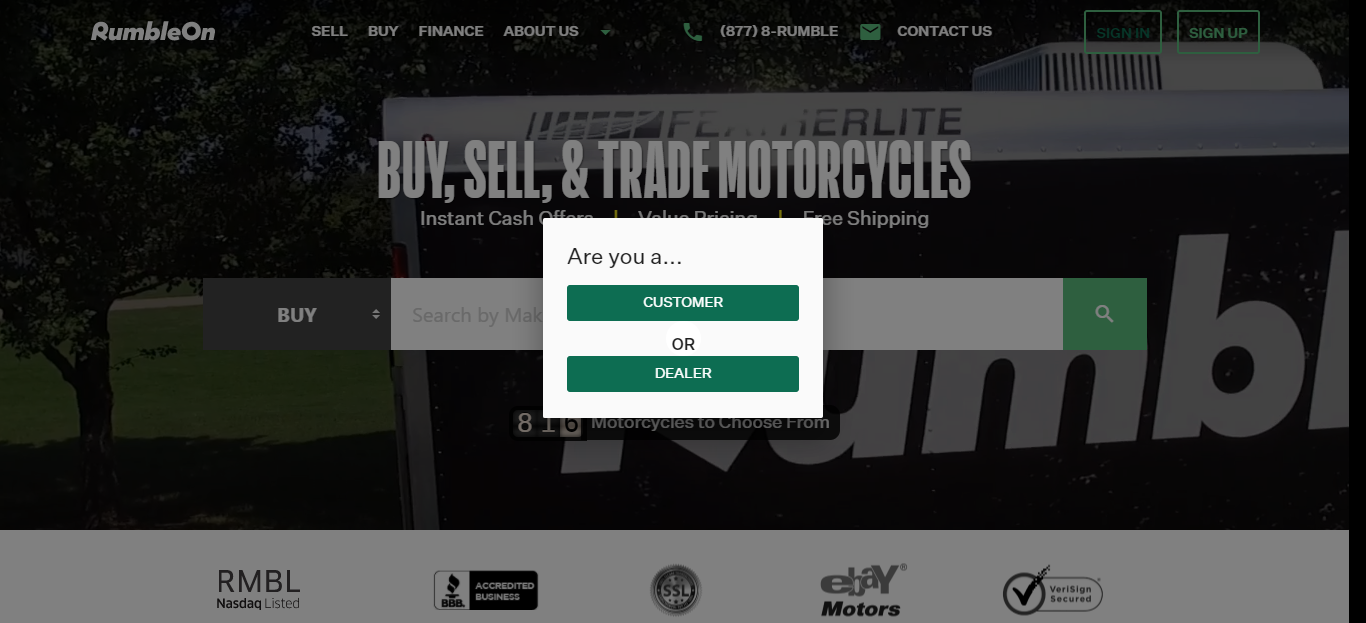 RumbleOn
SELL BUY FINANCE ABOUT US
(877) 8-RUMBLE CONTACT US
SIGN IN SIGN UP
FEATHERLITE
BUY, SELL, & TRADE MOTORCYCLES
Instant Cash Offers | Value Pricing | Free Shipping
Are you a...
CUSTOMER
OR
DEALER
BUY
Search by Mak
Rumbl
816 Motorcycles to Choose From
RMBL
Nasdaq Listed
BBB.
ACCREDITED
BUSINESS
SSL
ebay®
Motors
VeriSign
Secured